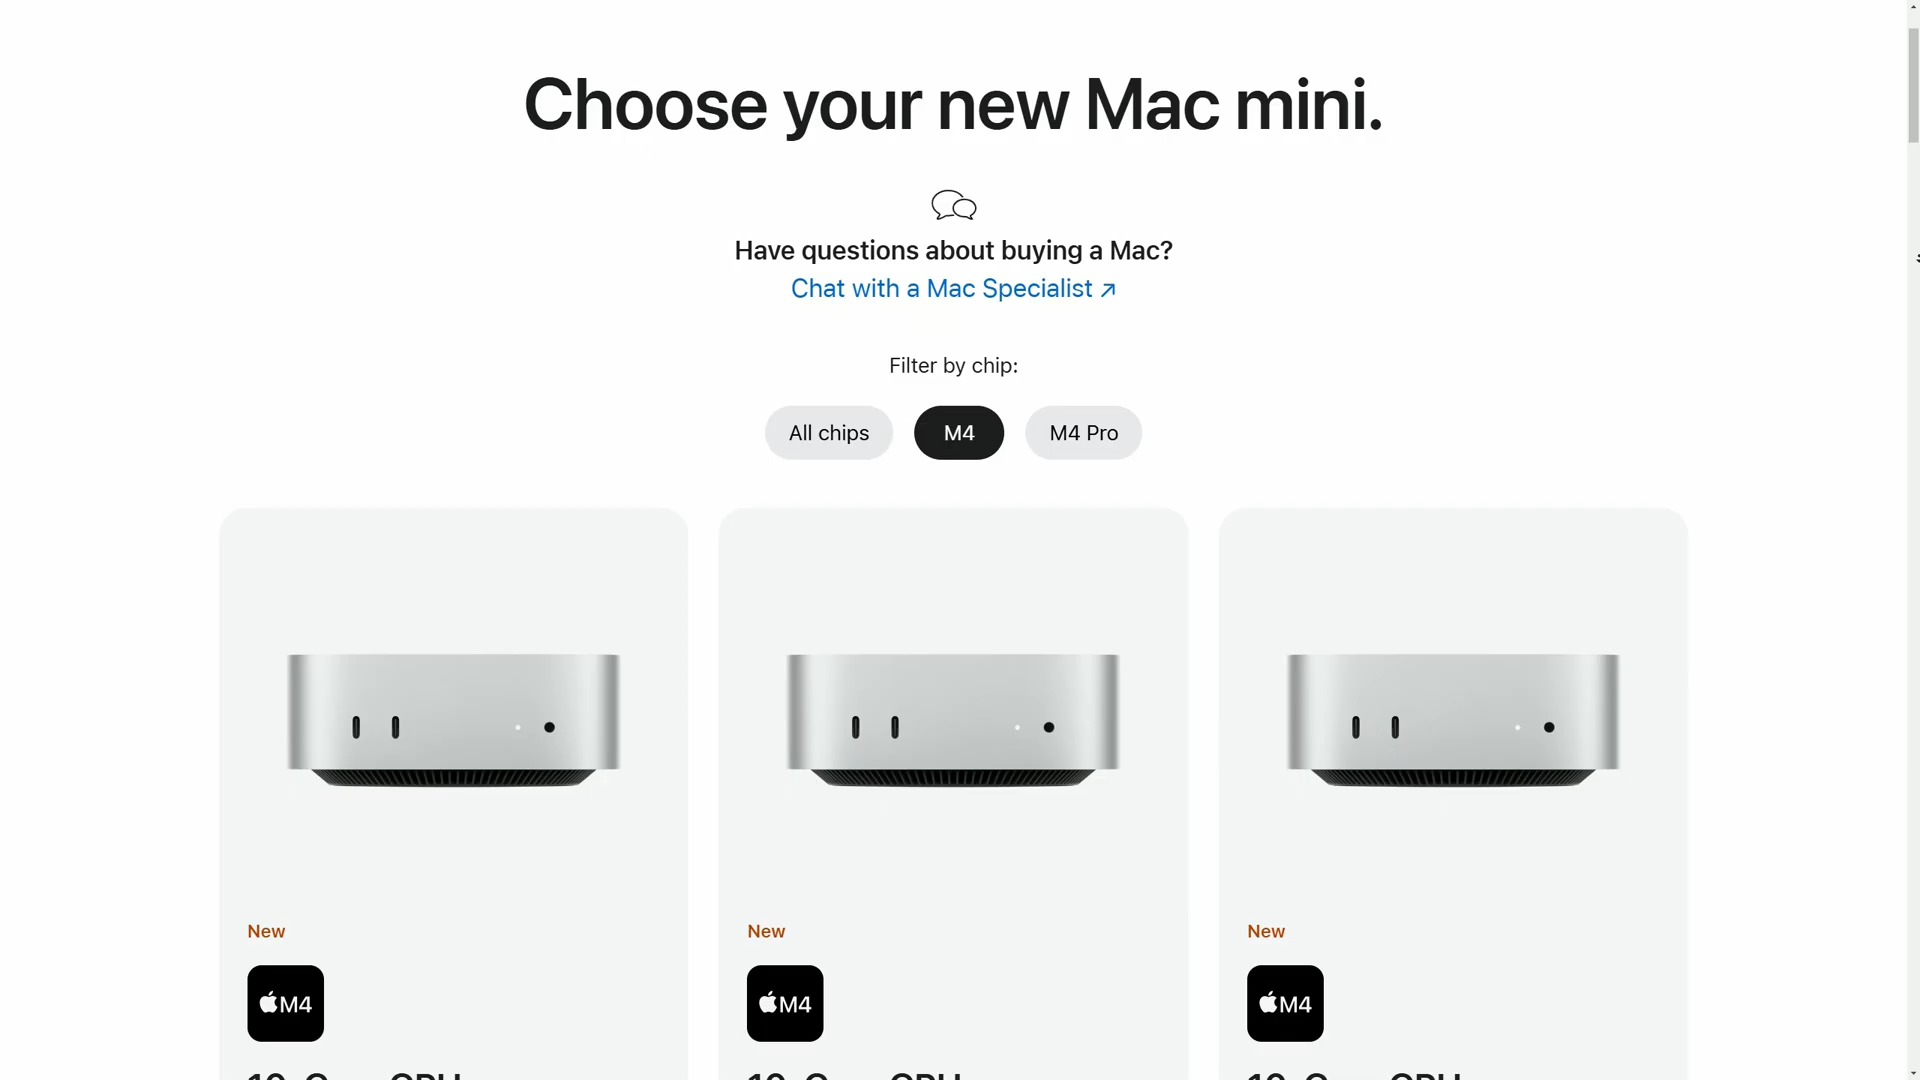 Choose your new Mac mini.
Have questions about buying a Mac?
Chat with a Mac Specialist ↗
Filter by chip:
All chips M4 M4 Pro
New New New
M4 M4 M4